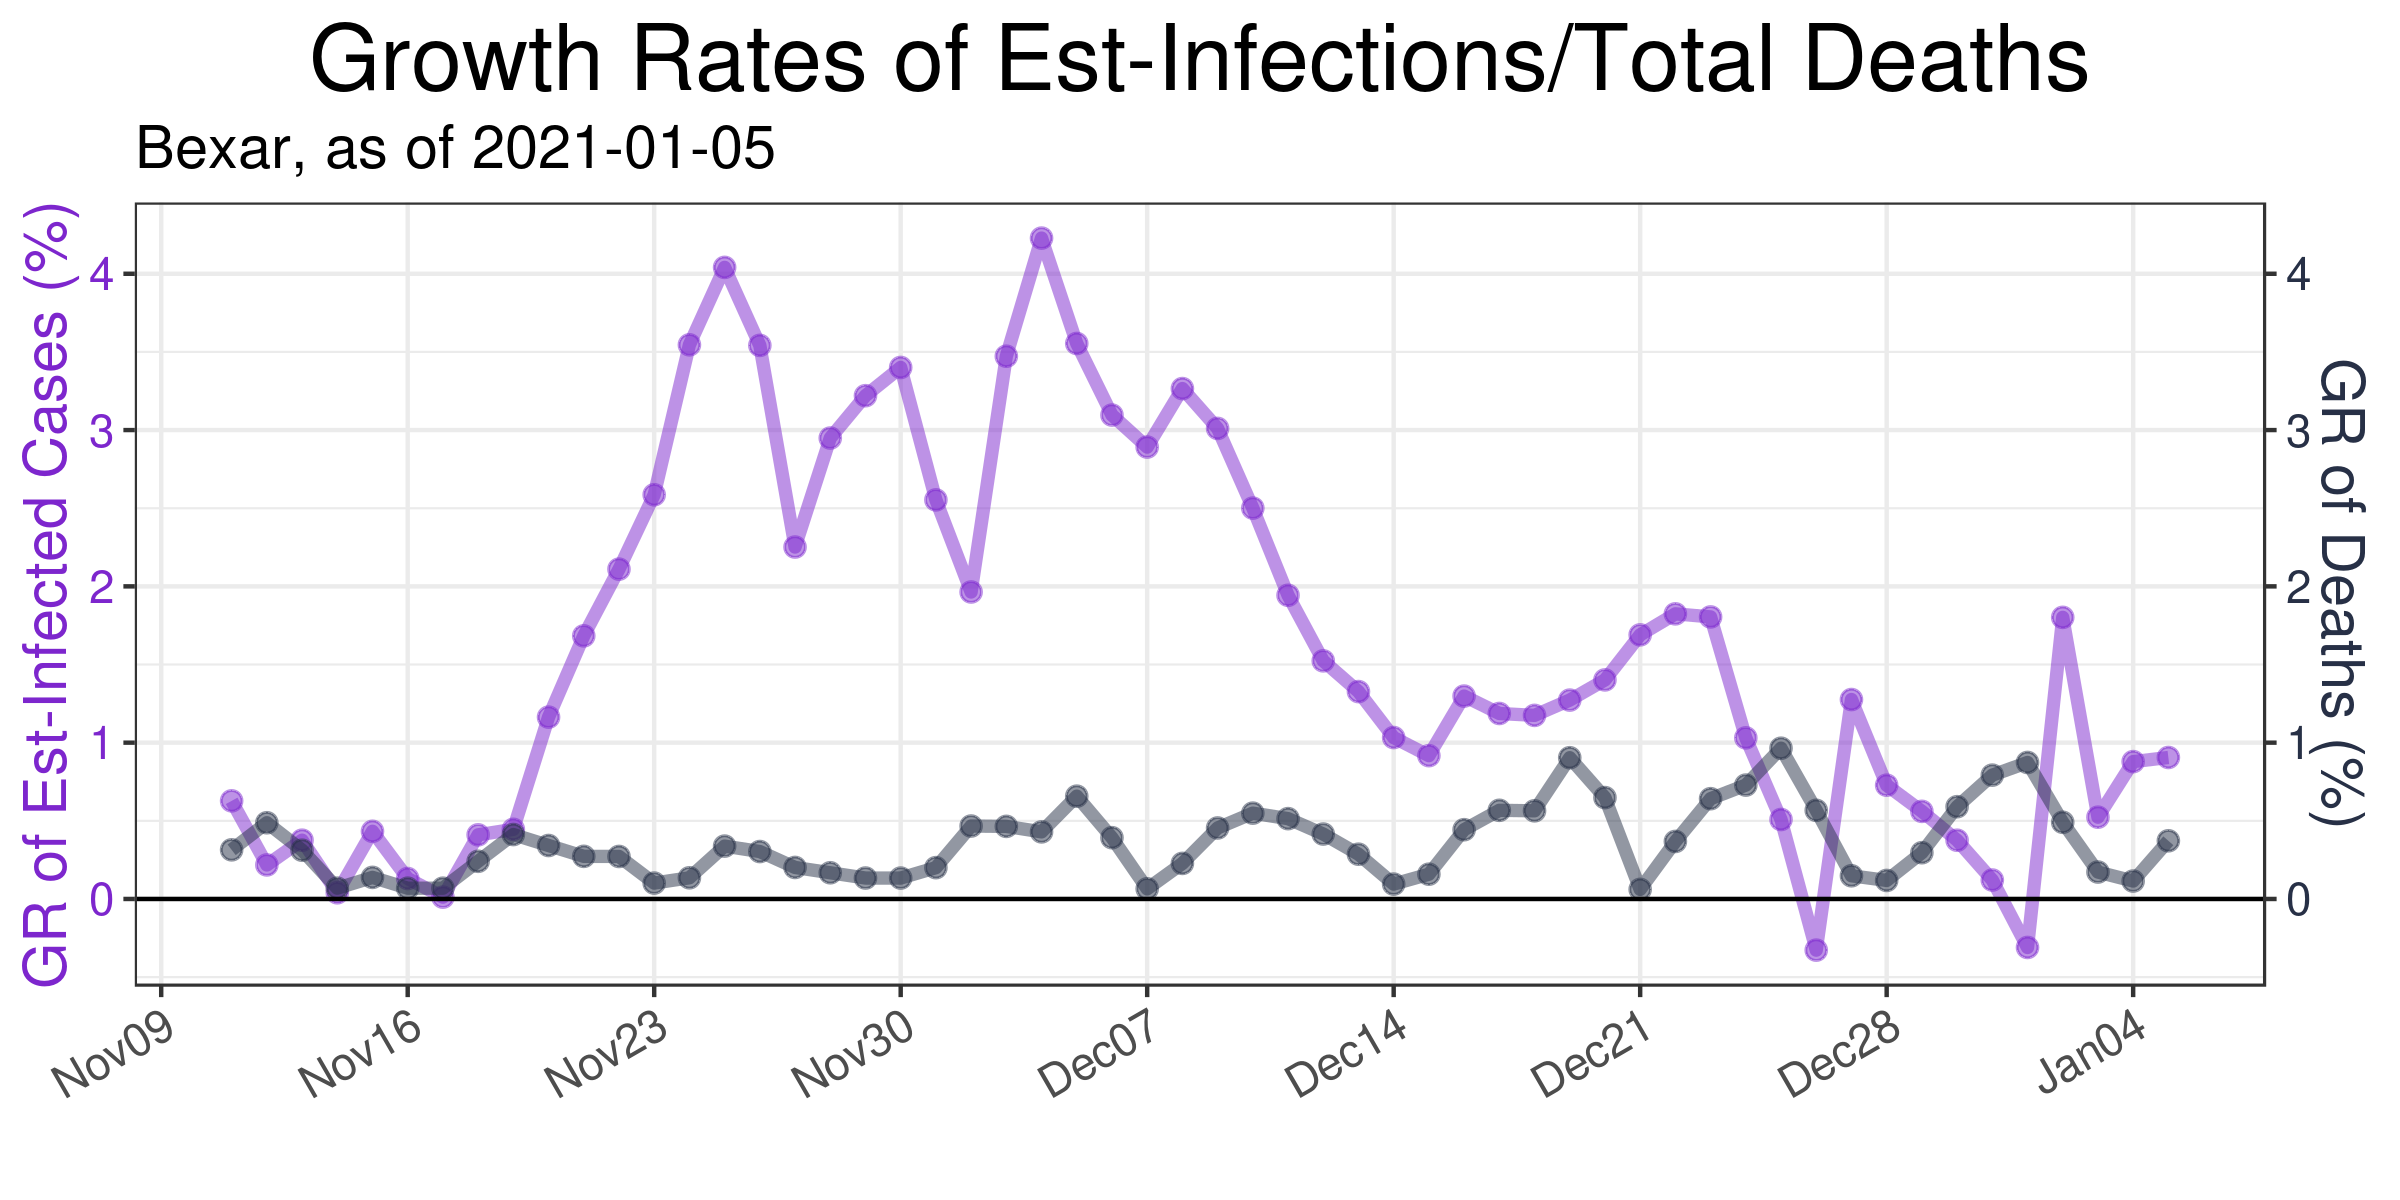 Growth Rates of Est-Infections/Total Deaths
Bexar, as of 2021-01-05
GR of Est-Infected Cases (%)
4
3
2
1
0
4
3
2
1
0
GR of Deaths (%)
Nov09
Nov16
Nov23
Nov30
Dec07
Dec14
Dec21
Dec28
Jan04